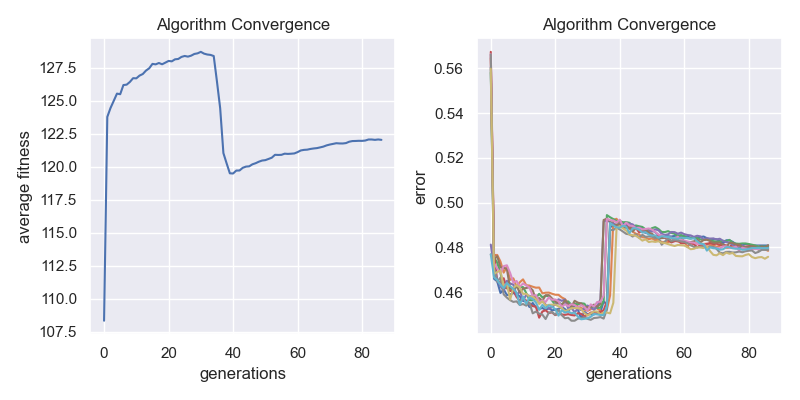 Algorithm Convergence
average fitness
127.5
125.0
122.5
120.0
117.5
115.0
112.5
110.0
107.5
0 20 40 60 80
generations
Algorithm Convergence
error
0.56
0.54
0.52
0.50
0.48
0.46
0 20 40 60 80
generations